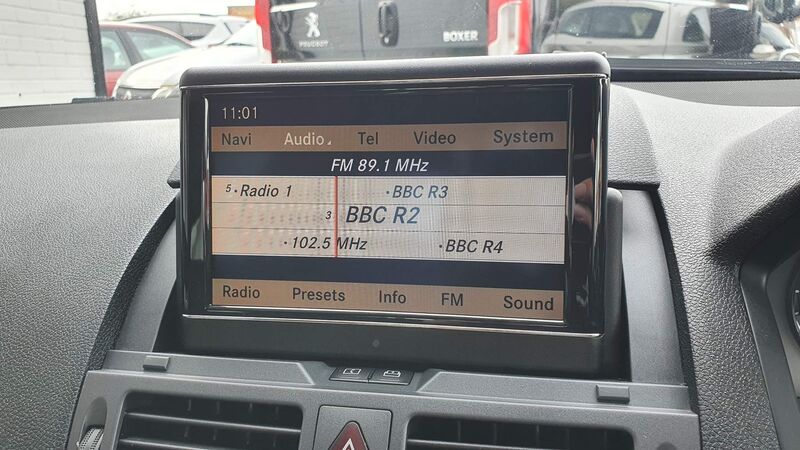 PEUGEOT
BOXER
11:01
Navi Audio Tel Video System
FM 89.1 MHz
5 • Radio 1 • BBC R3
3 BBC R2
• 102.5 MHz • BBC R4
Radio Presets Info FM Sound